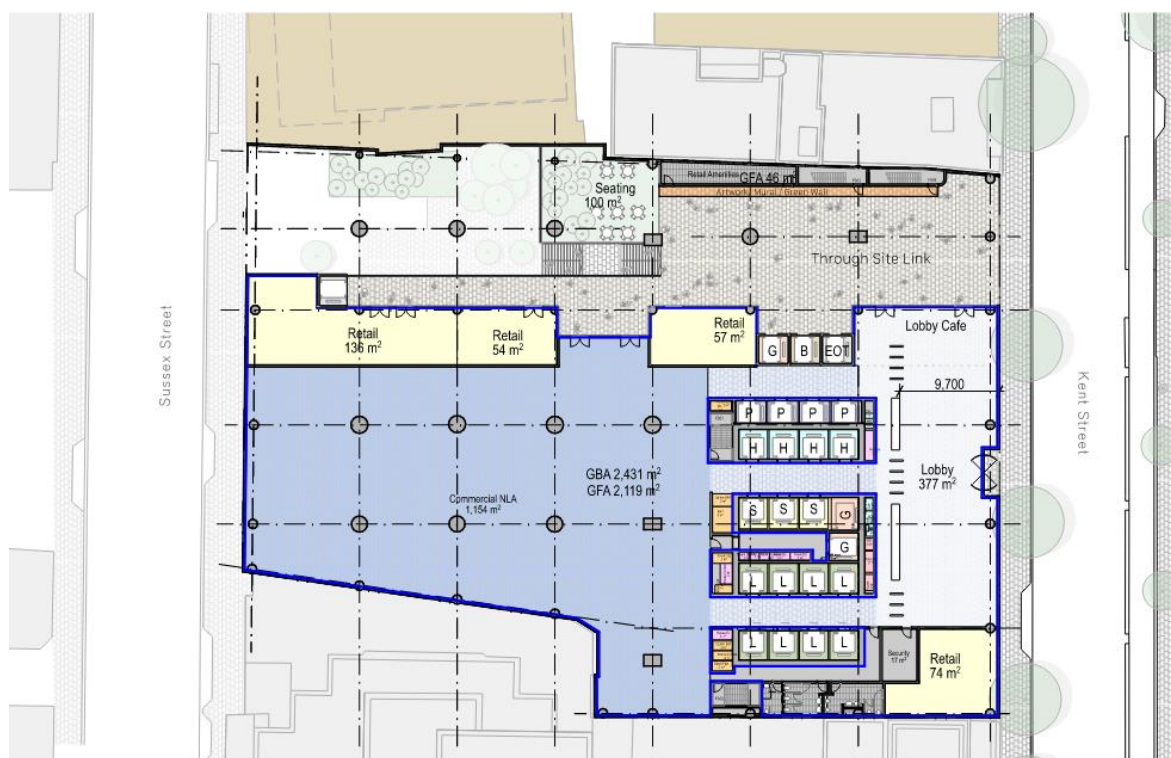 Retail Amenities
GFA 46 m
Artwork Mural / Green Wall
Seating
100 m²
Through Site Link
Sussex Street
Kent Street
Retail
136 m²
Retail
54 m²
Retail
57 m²
G
B
EOT
Lobby Cafe
9,700
P
P
P
P
H
H
H
H
GBA 2,431 m²
GFA 2,119 m²
Commercial NLA
1,154 m²
Lobby
377 m²
S
S
S
G
G
L
L
L
L
L
L
L
L
Security
17 m²
Retail
74 m²